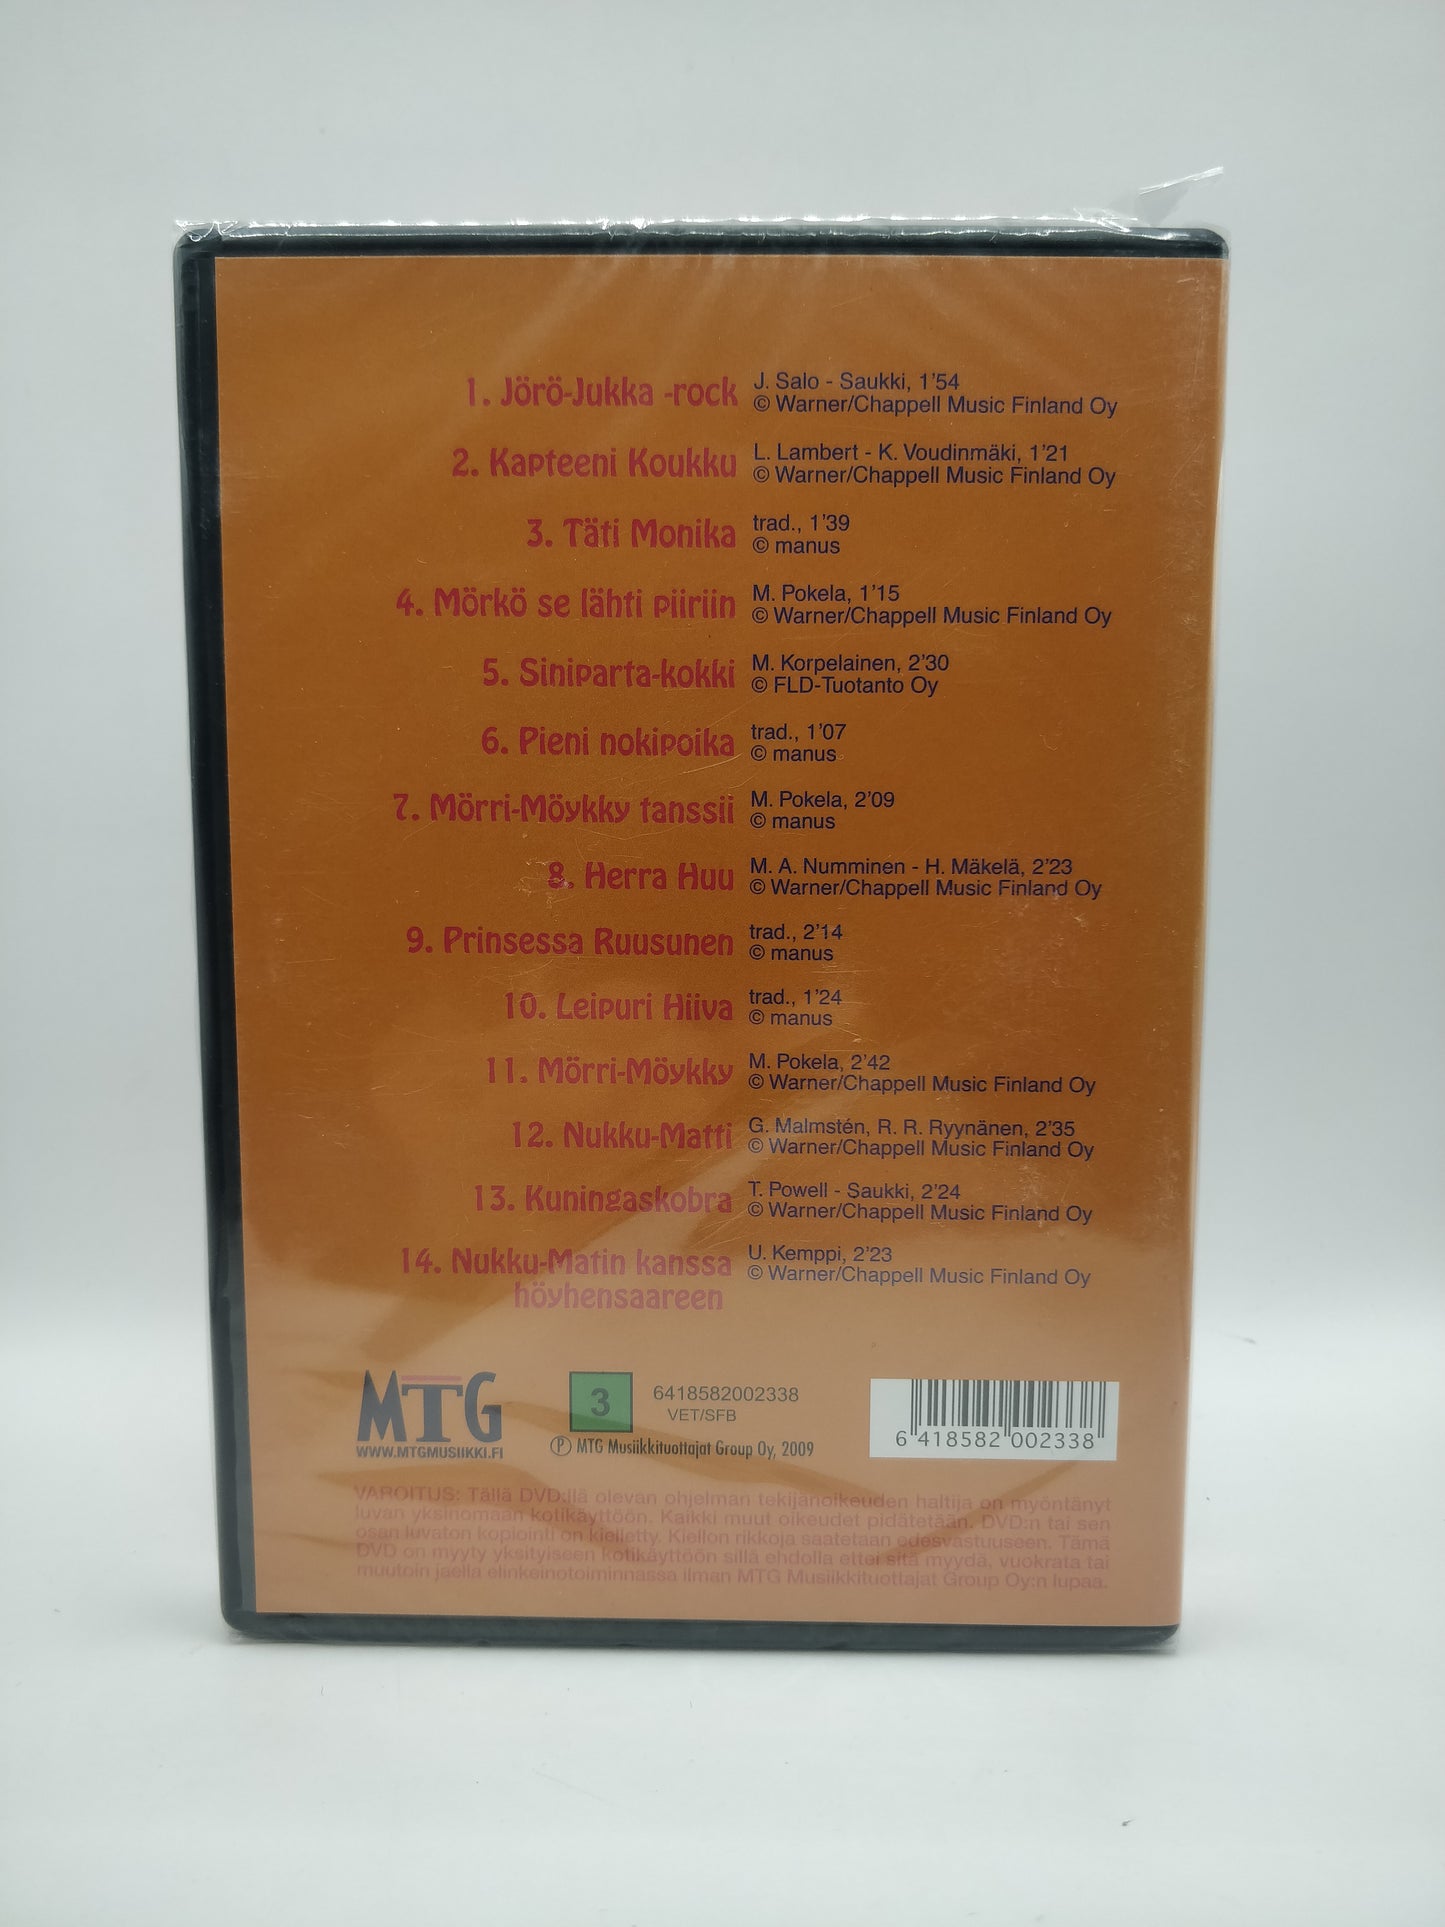 1. Jörö-Jukka -rock
J. Salo - Saukki, 1'54
© Warner/Chappell Music Finland Oy
2. Kapteeni Koukku
L. Lambert - K. Voudinmäki, 1'21
© Warner/Chappell Music Finland Oy
3. Täti Monika
trad., 1'39
© manus
4. Mörkö se lähti piiriin
M. Pokela, 1'15
© Warner/Chappell Music Finland Oy
5. Siniparta-kokki
M. Korpelainen, 2'30
© FLD-Tuotanto Oy
6. Pieni nokipoika
trad., 1'07
© manus
7. Mörri-Möykky tanssii
M. Pokela, 2'09
© manus
8. Herra Huu
M. A. Numminen - H. Mäkelä, 2'23
© Warner/Chappell Music Finland Oy
9. Prinsessa Ruusunen
trad., 2'14
© manus
10. Leipuri Hiiva
trad., 1'24
© manus
11. Mörri-Möykky
M. Pokela, 2'42
© Warner/Chappell Music Finland Oy
12. Nukku-Matti
G. Malmstén, R. R. Ryynänen, 2'35
© Warner/Chappell Music Finland Oy
13. Kuningaskobra
T. Powell - Saukki, 2'24
© Warner/Chappell Music Finland Oy
14. Nukku-Matin kanssa
höyhensaareen
U. Kemppi, 2'23
© Warner/Chappell Music Finland Oy
MTG
WWW.MTGMUSIIKKI.FI
3
6418582002338
VET/SFB
℗ MTG Musiikkituottajat Group Oy, 2009
6 418582 002338
VAROITUS: Tällä DVD:llä olevan ohjelman tekijänoikeuden haltija on myöntänyt
luvan yksinomaan kotikäyttöön. Kaikki muut oikeudet pidätetään. DVD:n tai sen
osan luvaton kopiointi on kielletty. Kiellon rikkoja saatetaan edesvastuuseen. Tämä
DVD on myyty yksityiseen kotikäyttöön sillä ehdolla ettei sitä myydä, vuokrata tai
muutoin jaella elinkeinotoiminnassa ilman MTG Musiikkituottajat Group Oy:n lupaa.